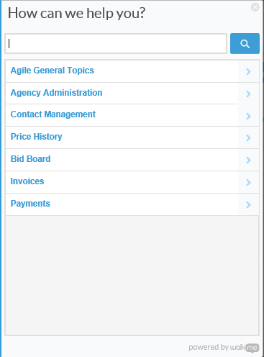 How can we help you?
Agile General Topics
Agency Administration
Contact Management
Price History
Bid Board
Invoices
Payments
powered by walkme